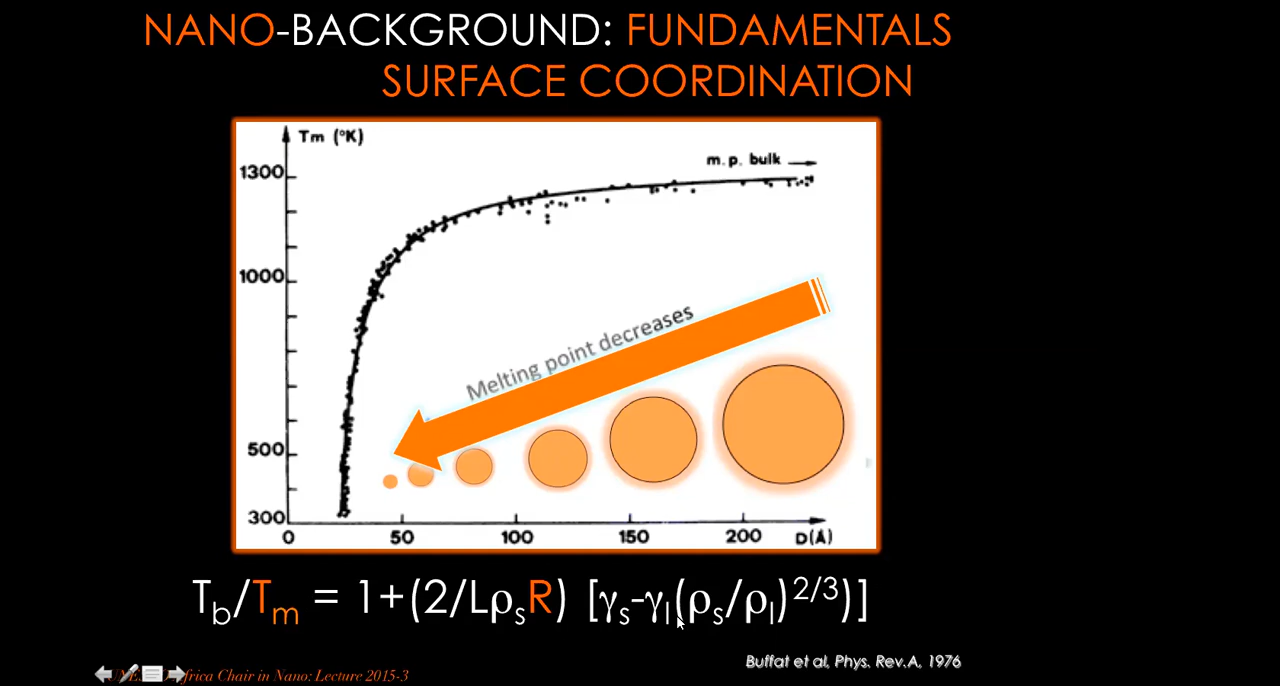 NANO-BACKGROUND: FUNDAMENTALS
SURFACE COORDINATION
Tm (°K)
m.p. bulk
1300
1000
Melting point decreases
500
300
0 50 100 150 200 D(Å)
T_b/T_m = 1+(2/Lρ_sR) [γ_s-γ_l(ρ_s/ρ_l)^2/3)]
Buffat et al, Phys. Rev.A, 1976
Chair in Nano: Lecture 2015-3